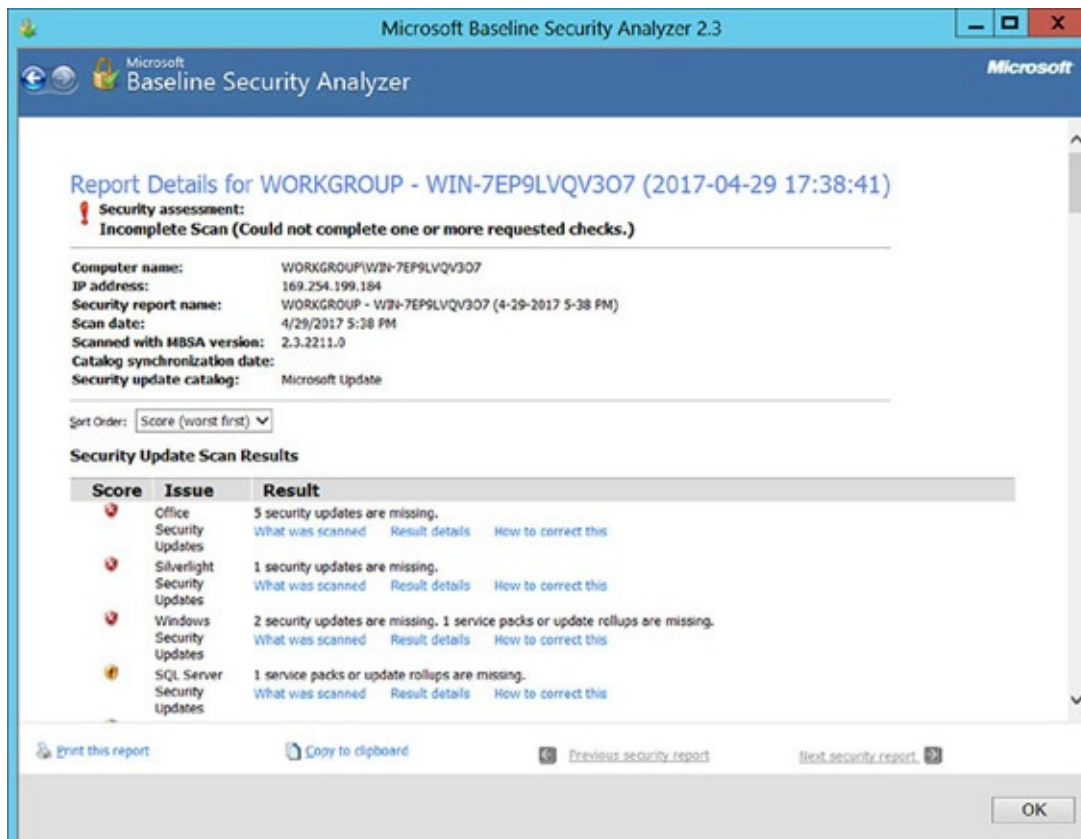 Microsoft Baseline Security Analyzer 2.3
Microsoft
Baseline Security Analyzer
Microsoft
Report Details for WORKGROUP - WIN-7EP9LVQV3O7 (2017-04-29 17:38:41)
Security assessment:
Incomplete Scan (Could not complete one or more requested checks.)
Computer name: WORKGROUP\WIN-7EP9LVQV3O7
IP address: 169.254.199.184
Security report name: WORKGROUP - WIN-7EP9LVQV3O7 (4-29-2017 5-38 PM)
Scan date: 4/29/2017 5:38 PM
Scanned with MBSA version: 2.3.2211.0
Catalog synchronization date:
Security update catalog: Microsoft Update
Sort Order: Score (worst first)
Security Update Scan Results
Score Issue Result
Office 5 security updates are missing.
Security What was scanned Result details How to correct this
Updates
Silverlight 1 security updates are missing.
Security What was scanned Result details How to correct this
Updates
Windows 2 security updates are missing. 1 service packs or update rollups are missing.
Security What was scanned Result details How to correct this
Updates
SQL Server 1 service packs or update rollups are missing.
Security What was scanned Result details How to correct this
Updates
Print this report Copy to clipboard Previous security report Next security report
OK